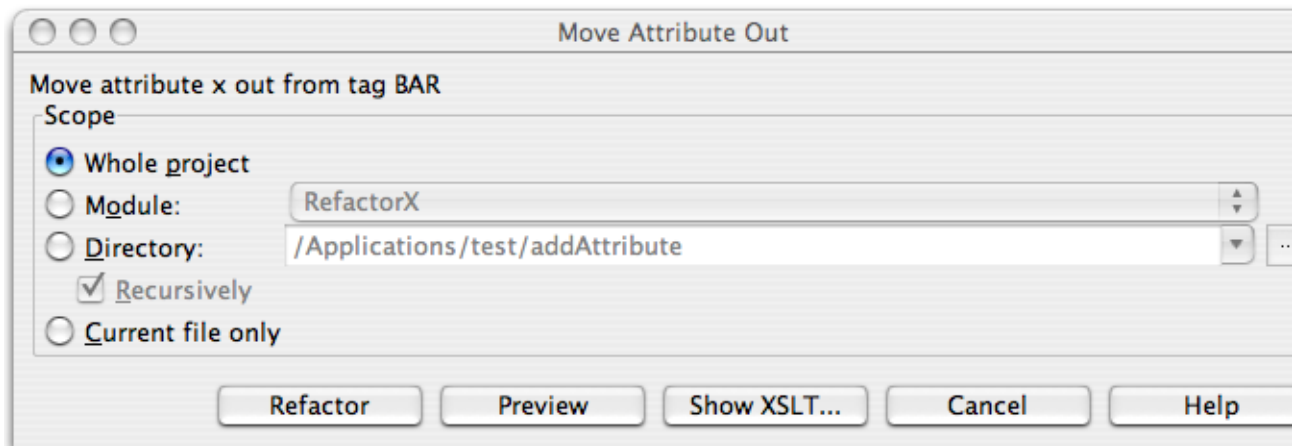 Move Attribute Out
Move attribute x out from tag BAR
Scope
Whole project
Module: RefactorX
Directory: /Applications/test/addAttribute ...
Recursively
Current file only
Refactor Preview Show XSLT... Cancel Help